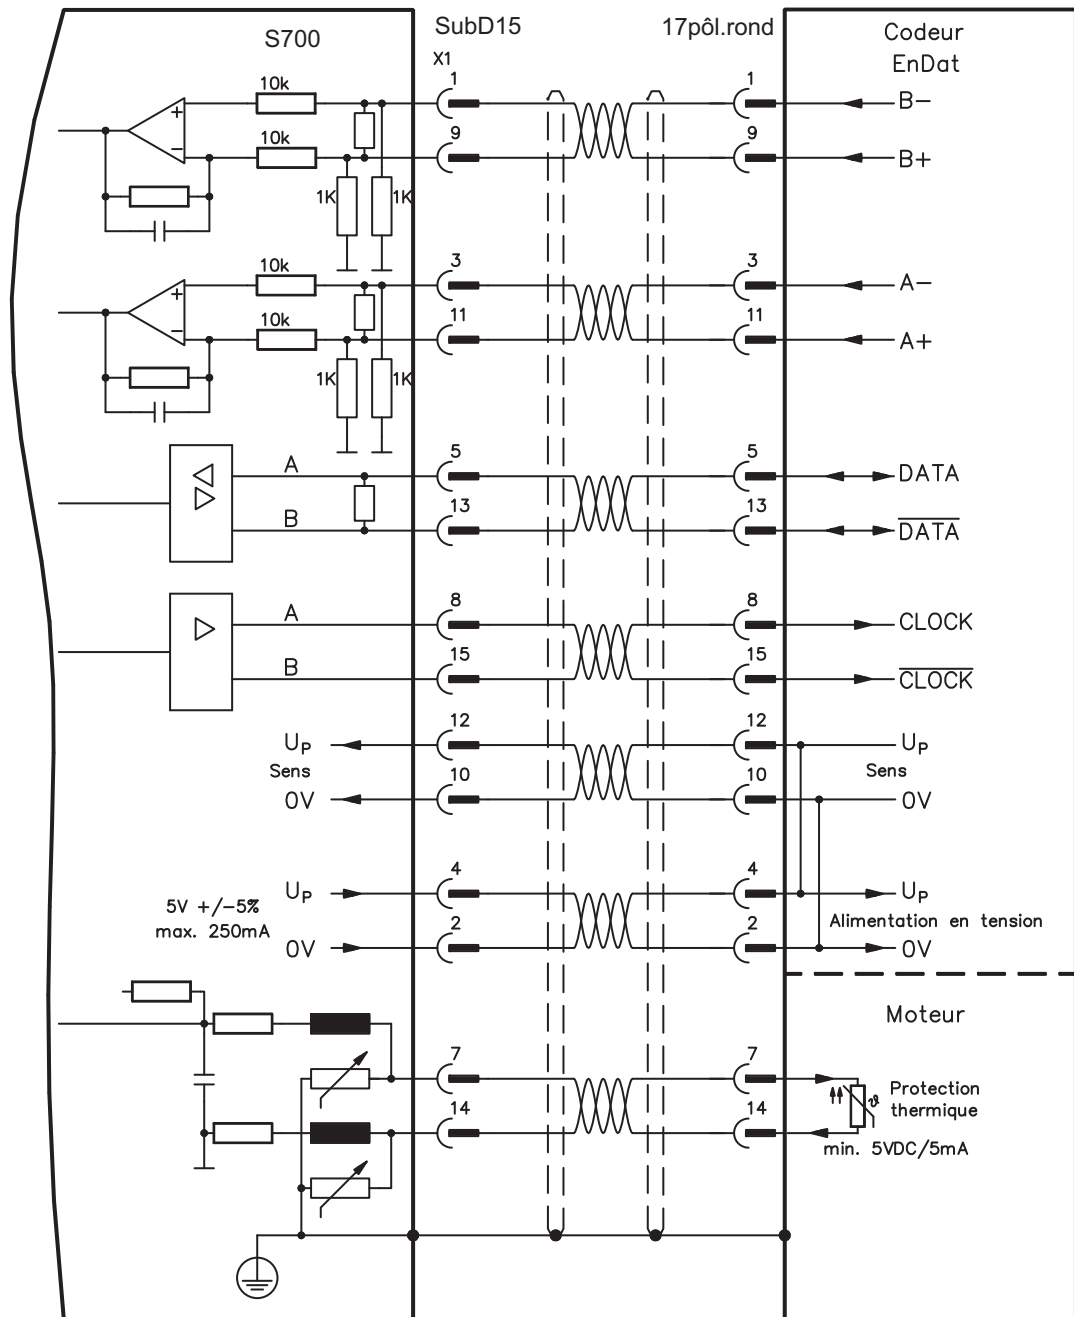 S700
SubD15
17pôl.rond
Codeur
EnDat
X1
10k
1
1
B–
10k
9
9
B+
1K
1K
10k
3
3
A–
10k
11
11
A+
1K
1K
A
5
5
DATA
B
13
13
DATA
A
8
8
CLOCK
B
15
15
CLOCK
UP
12
12
UP
Sens
Sens
0V
10
10
0V
5V +/–5%
max. 250mA
UP
4
4
UP
Alimentation en tension
0V
2
2
0V
Moteur
7
7
Protection
thermique
ϑ
14
14
min. 5VDC/5mA